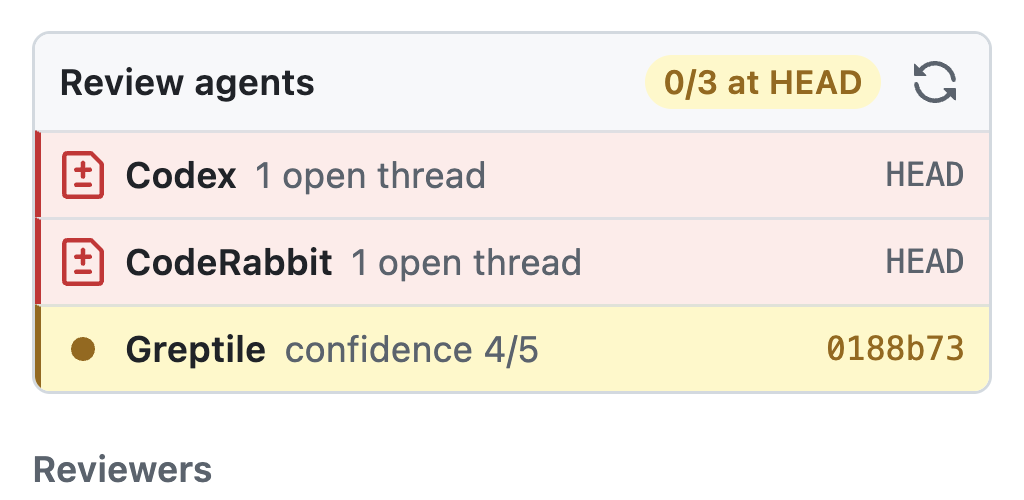 Review agents 0/3 at HEAD
Codex 1 open thread HEAD
CodeRabbit 1 open thread HEAD
Greptile confidence 4/5 0188b73
Reviewers